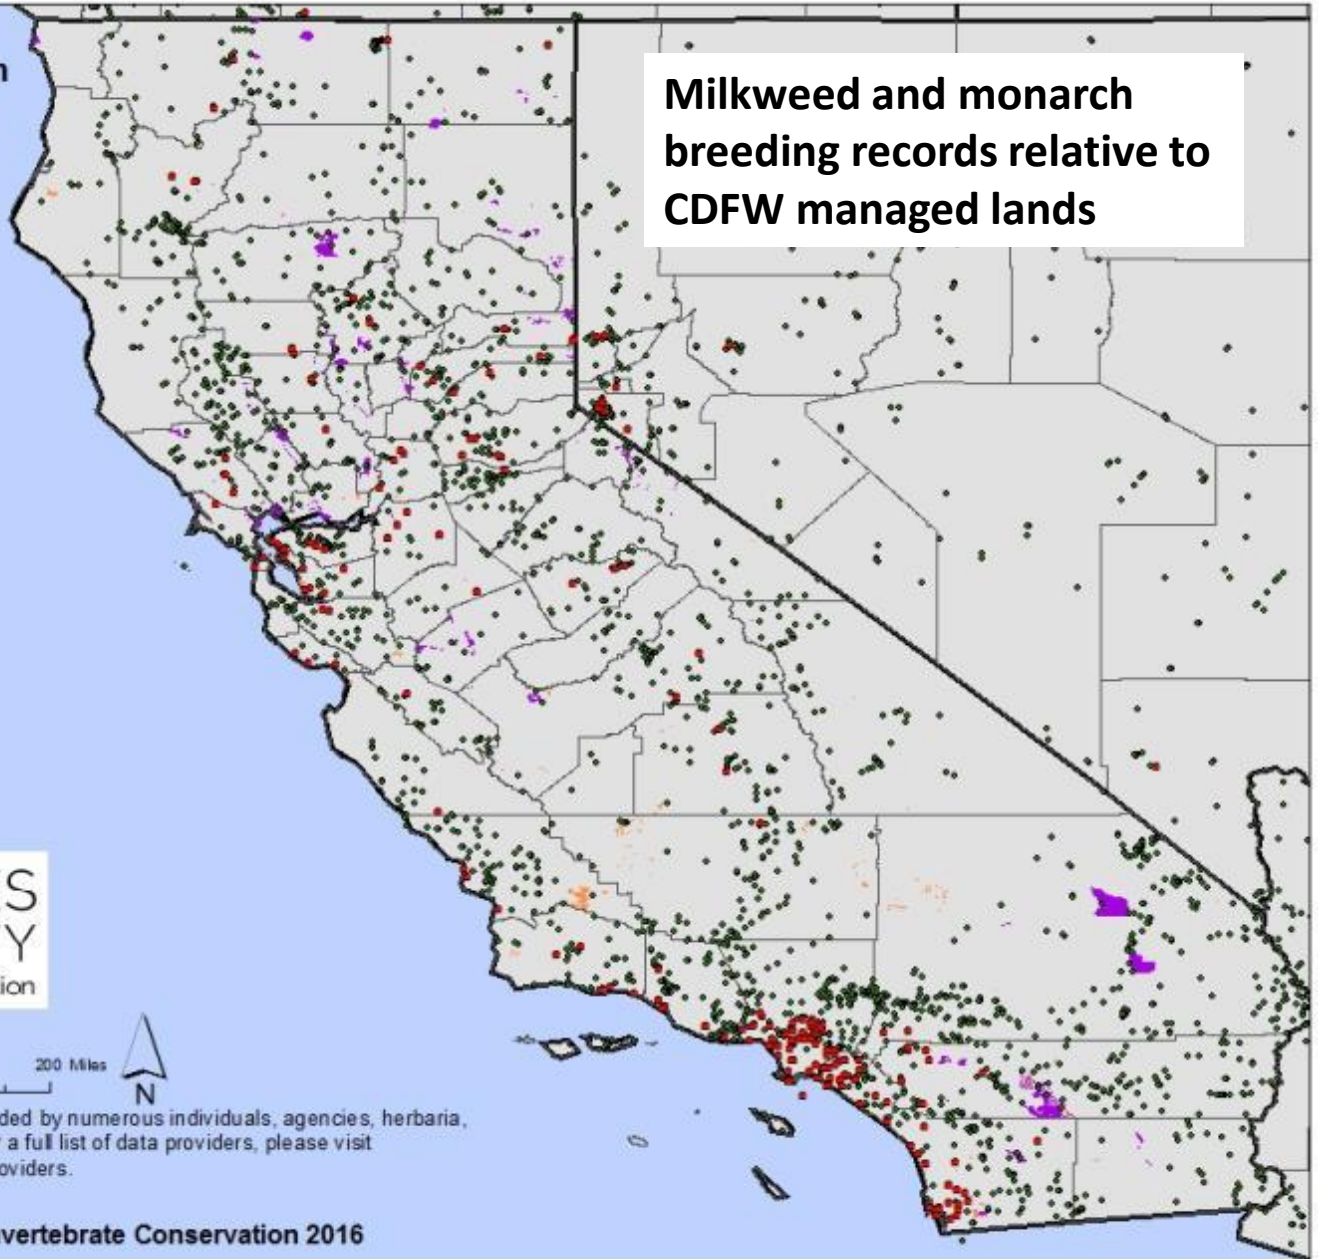 n
Milkweed and monarch
breeding records relative to
CDFW managed lands
S
Y
ion
200 Miles
N
ded by numerous individuals, agencies, herbaria,
a full list of data providers, please visit
oviders.
vertebrate Conservation 2016